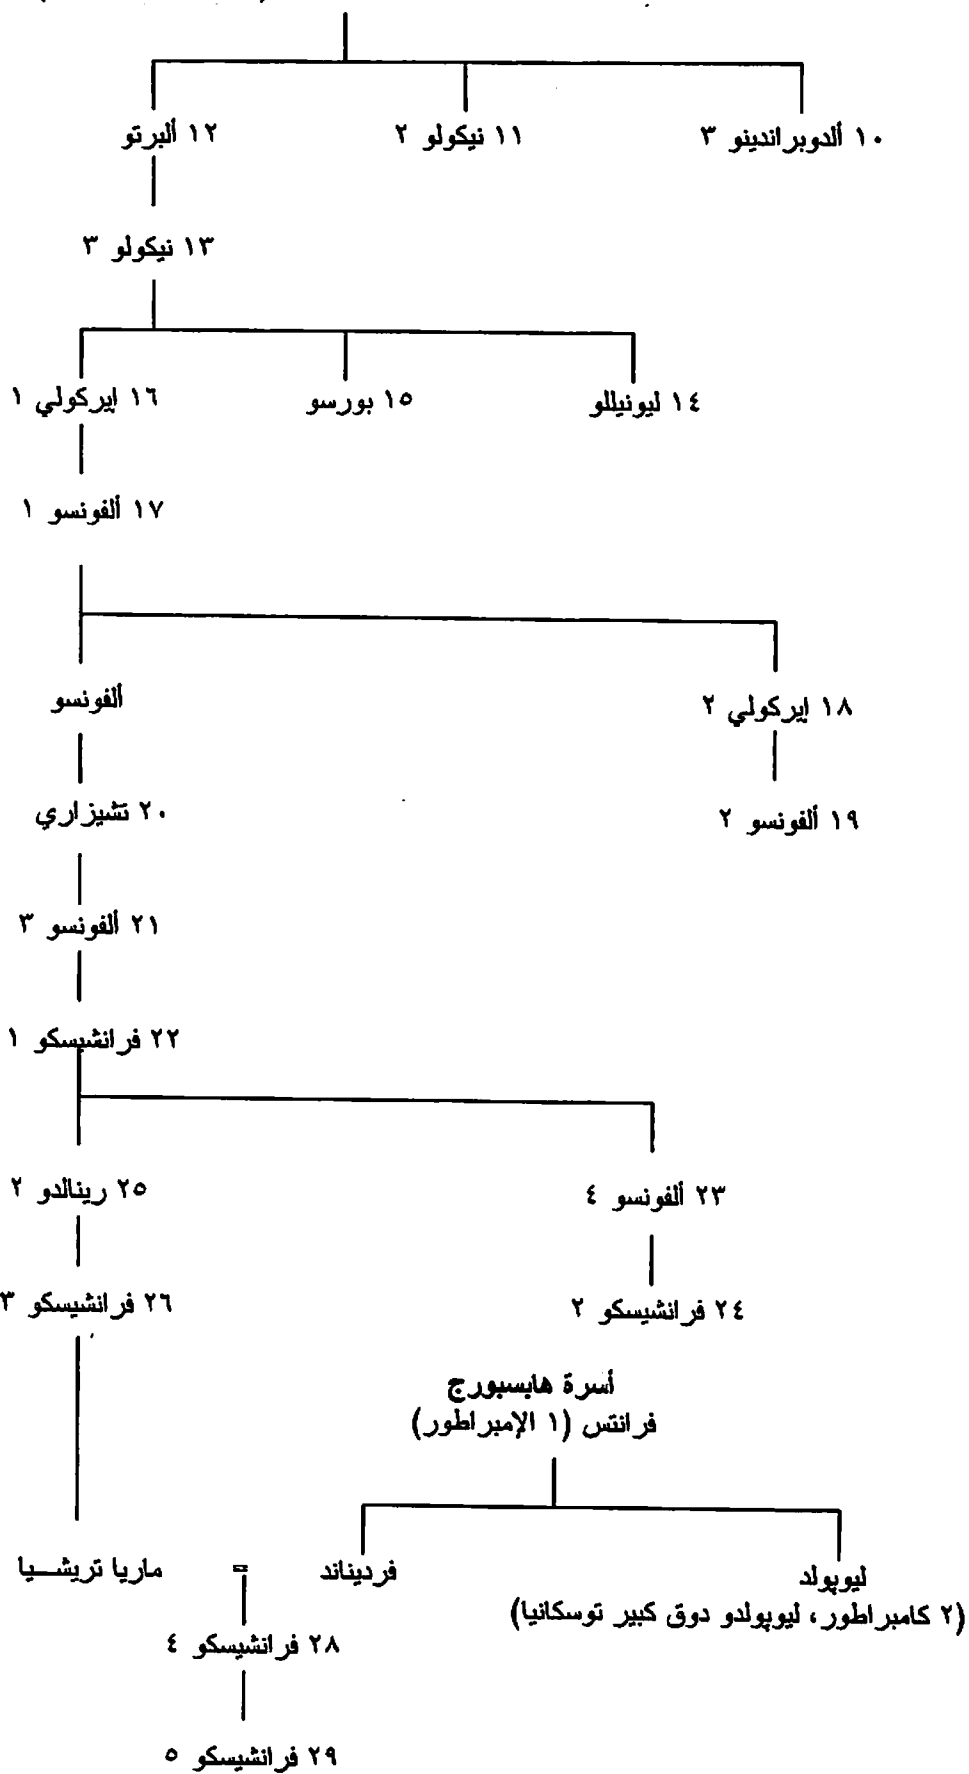 ١٠ ألدوبراندينو ٣
١١ نيكولو ٢
١٢ ألبرتو
١٣ نيكولو ٣
١٤ ليونيللو
١٥ بورسو
١٦ إيركولي ١
١٧ ألفونسو ١
ألفونسو
١٨ إيركولي ٢
٢٠ تشيزاري
١٩ ألفونسو ٢
٢١ ألفونسو ٣
٢٢ فرانشيسكو ١
٢٣ ألفونسو ٤
٢٥ رينالدو ٢
٢٤ فرانشيسكو ٢
٢٦ فرانشيسكو ٣
أسرة هابسبورج
فرانتس (١ الإمبراطور)
ليوپولد
(٢ كامبراطور، ليوپولدو دوق كبير توسكانيا)
فرديناند
=
ماريا تريشـيا
٢٨ فرانشيسكو ٤
٢٩ فرانشيسكو ٥